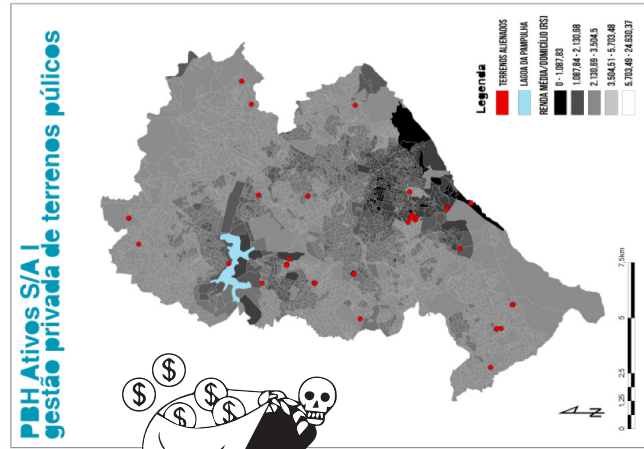 PBH Ativos S/A |
gestão privada de terrenos púlicos
Legenda
TERRENOS ALIENADOS
LAGOA DA PAMPULHA
RENDA MÉDIA/DOMICÍLIO (R$)
0 - 1.087,83
1.087,84 - 2.130,68
2.130,69 - 3.504,5
3.504,51 - 5.703,48
5.703,49 - 24.630,37
$
$
$
$
$
N
0 1,25 2,5 5 7,5km